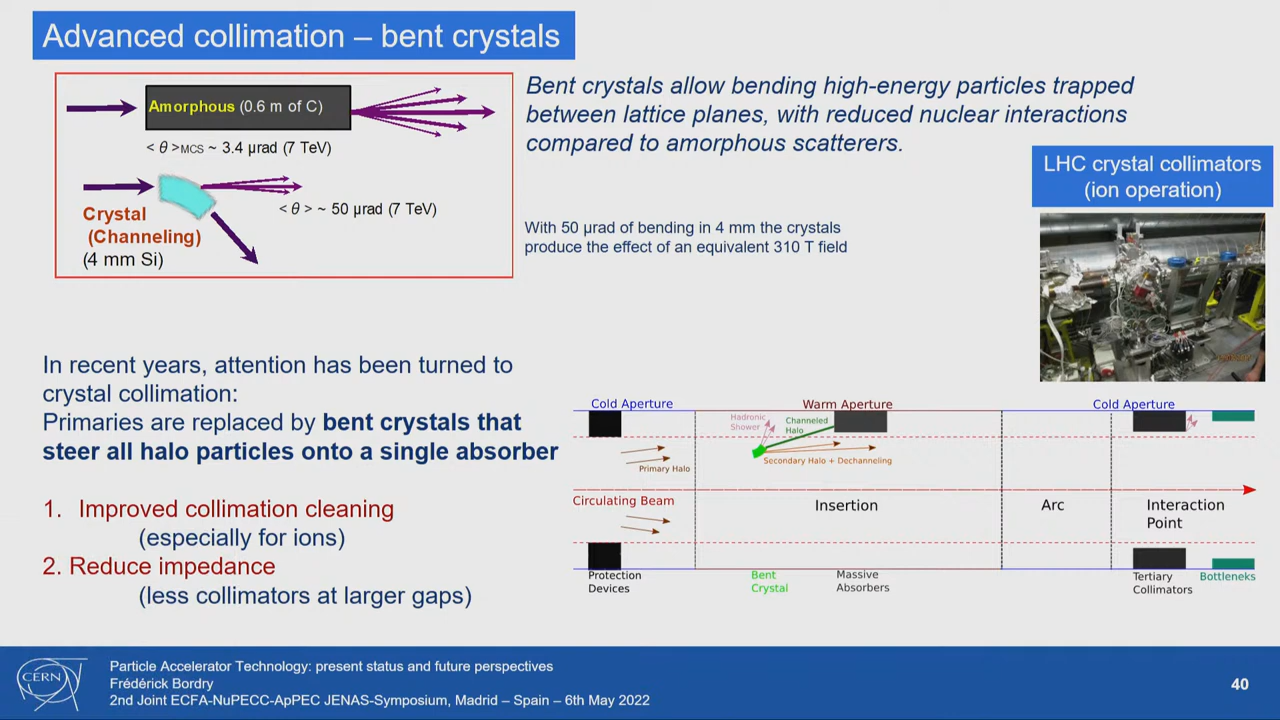 Advanced collimation – bent crystals
Amorphous (0.6 m of C)
< θ >MCS ~ 3.4 µrad (7 TeV)
< θ > ~ 50 µrad (7 TeV)
Crystal
(Channeling)
(4 mm Si)
Bent crystals allow bending high-energy particles trapped
between lattice planes, with reduced nuclear interactions
compared to amorphous scatterers.
LHC crystal collimators
(ion operation)
With 50 µrad of bending in 4 mm the crystals
produce the effect of an equivalent 310 T field
In recent years, attention has been turned to
crystal collimation:
Primaries are replaced by bent crystals that
steer all halo particles onto a single absorber
1. Improved collimation cleaning
(especially for ions)
2. Reduce impedance
(less collimators at larger gaps)
Cold Aperture
Warm Aperture
Cold Aperture
Hadronic
Shower
Channeled
Halo
Primary Halo
Secondary Halo + Dechanneling
Circulating Beam
Insertion
Arc
Interaction
Point
Protection
Devices
Bent
Crystal
Massive
Absorbers
Tertiary
Collimators
Bottleneks
CERN
Particle Accelerator Technology: present status and future perspectives
Frédérick Bordry
2nd Joint ECFA-NuPECC-ApPEC JENAS-Symposium, Madrid – Spain – 6th May 2022
40